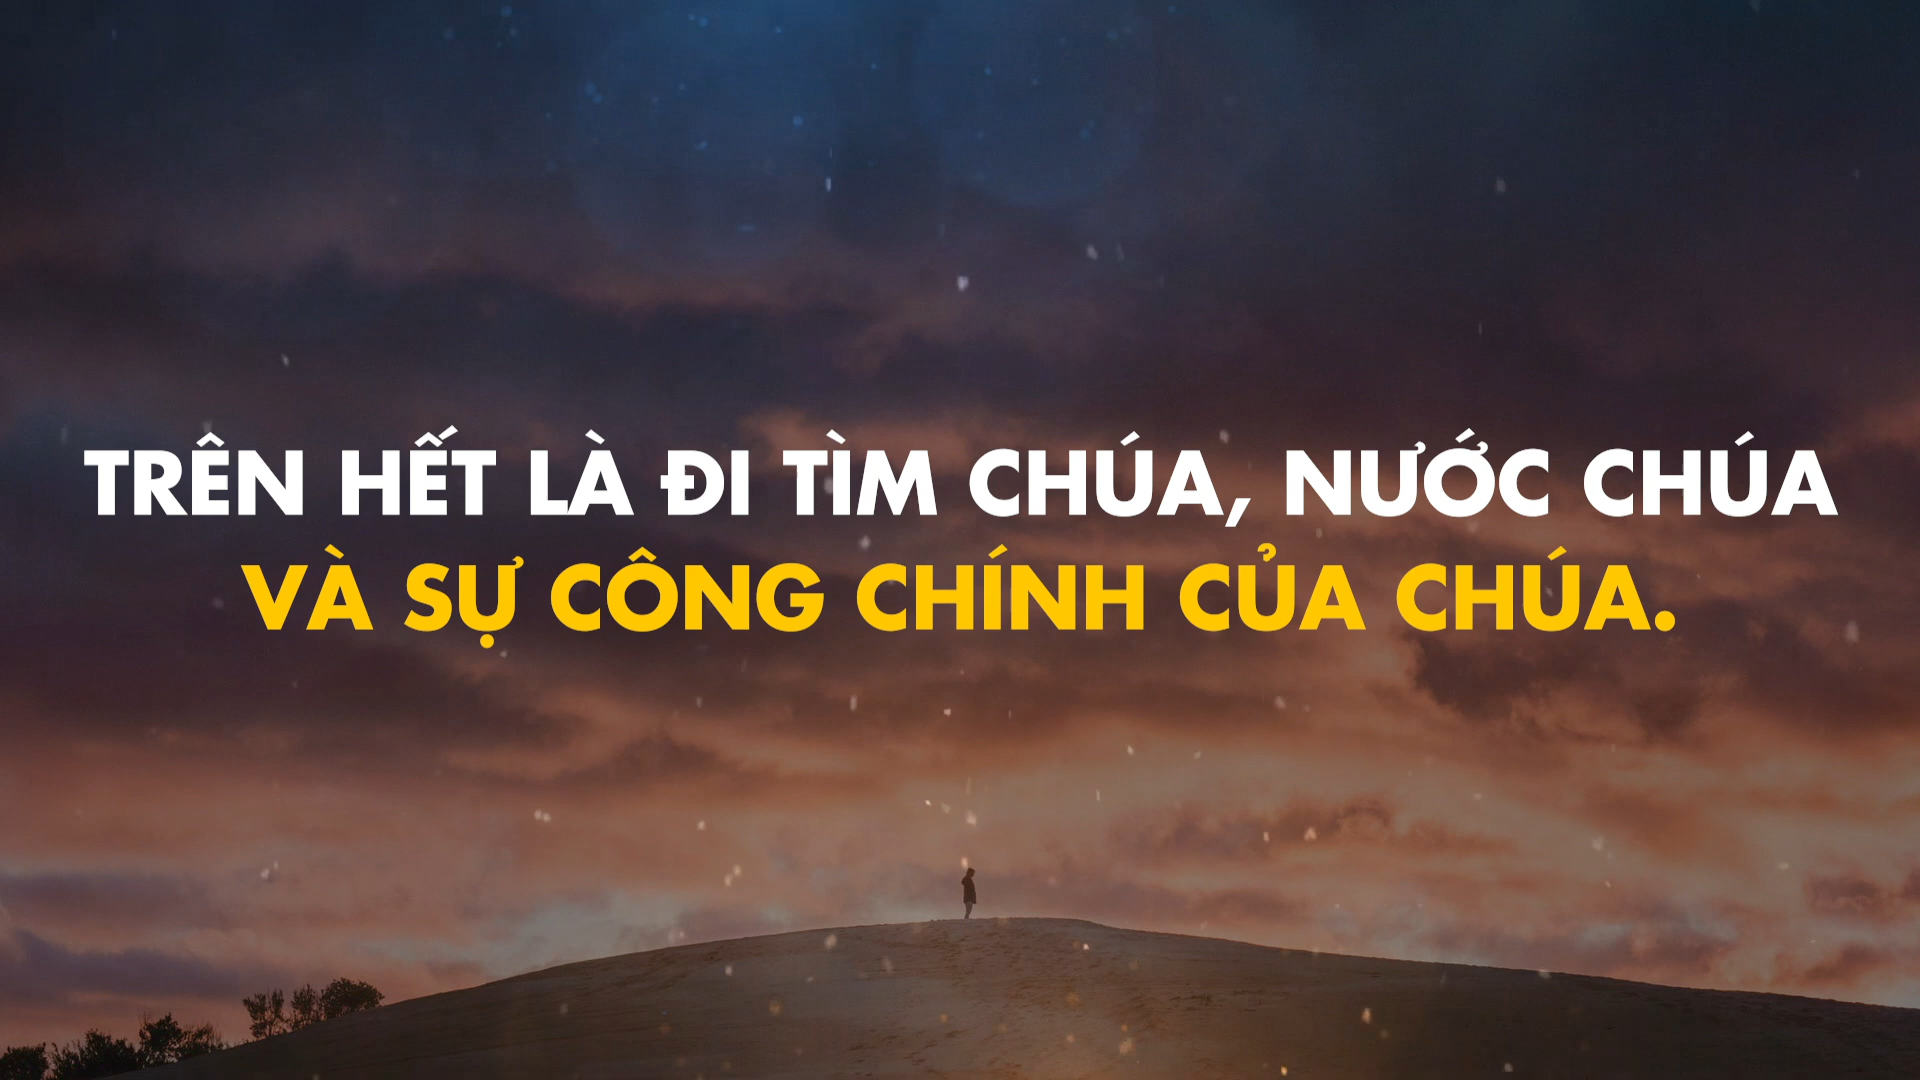 TRÊN HẾT LÀ ĐI TÌM CHÚA, NƯỚC CHÚA
VÀ SỰ CÔNG CHÍNH CỦA CHÚA.